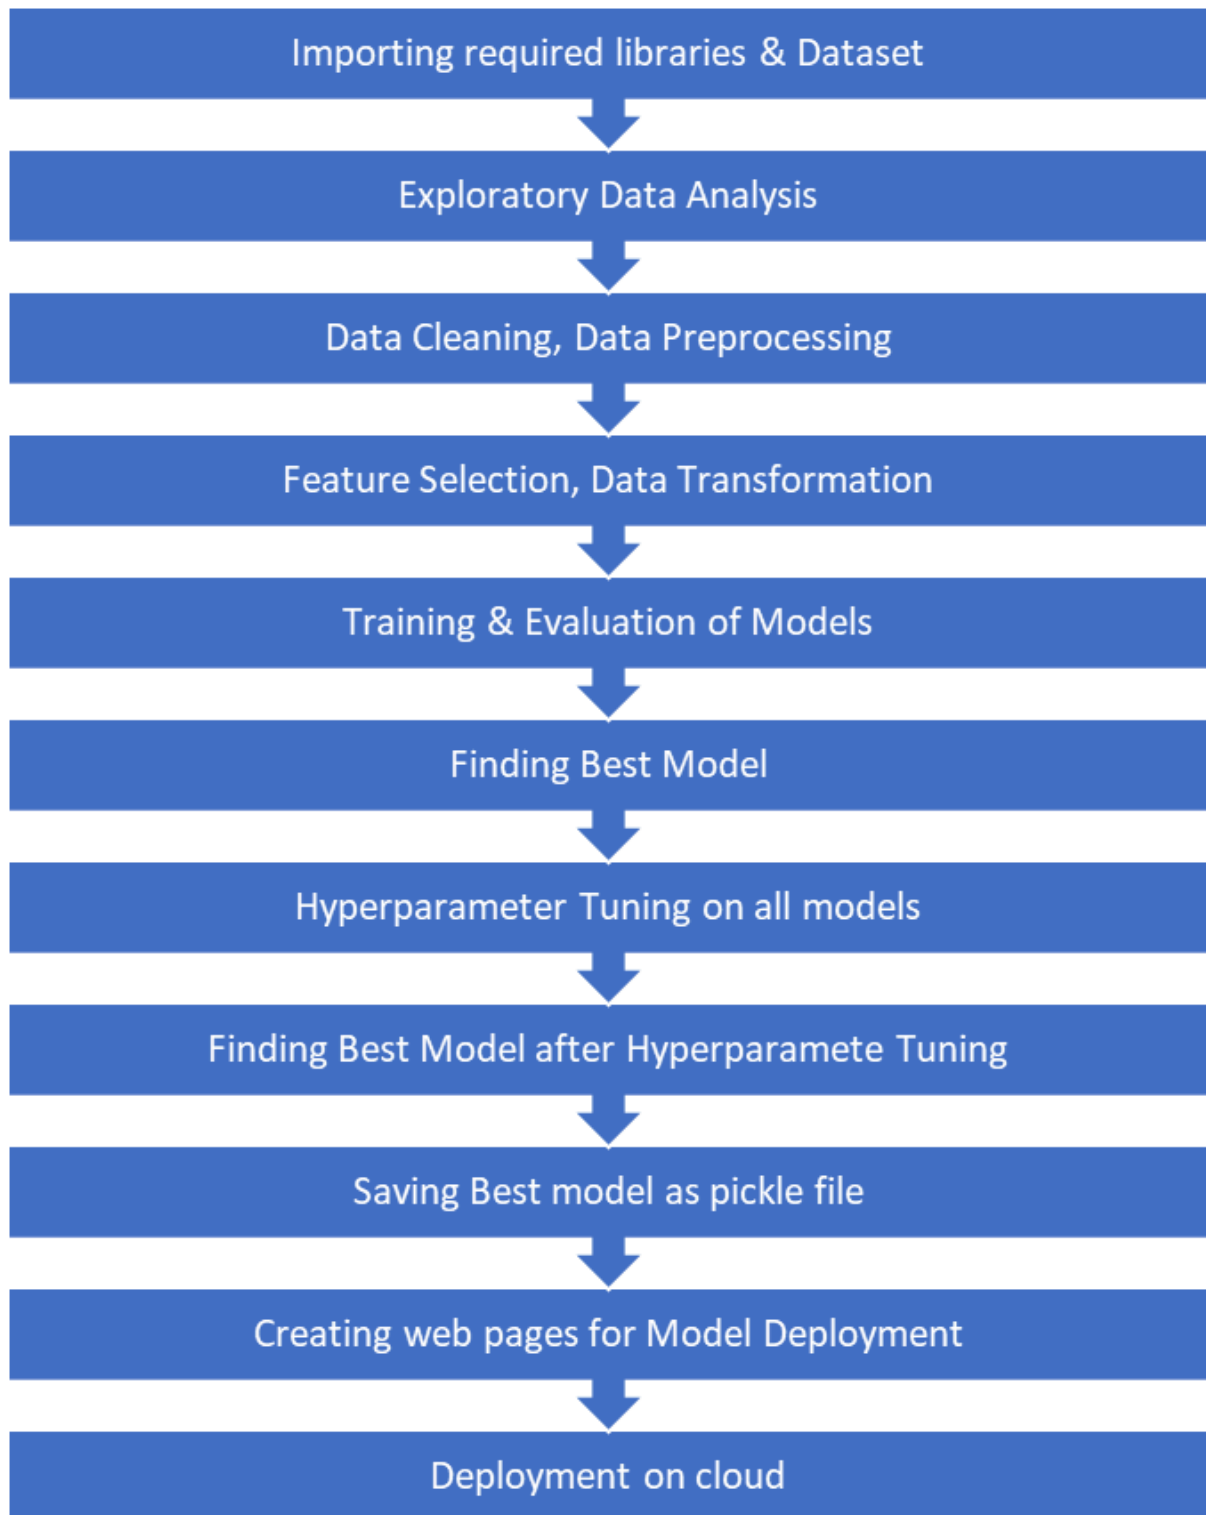 Importing required libraries & Dataset
Exploratory Data Analysis
Data Cleaning, Data Preprocessing
Feature Selection, Data Transformation
Training & Evaluation of Models
Finding Best Model
Hyperparameter Tuning on all models
Finding Best Model after Hyperparamete Tuning
Saving Best model as pickle file
Creating web pages for Model Deployment
Deployment on cloud